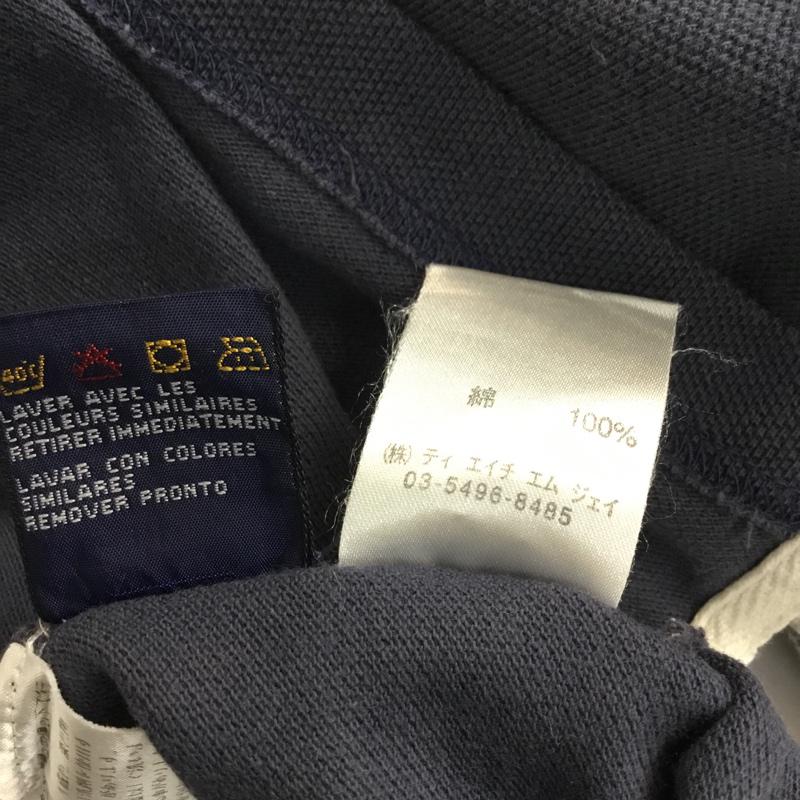 40C
LAVER AVEC LES
COULEURS SIMILAIRES
RETIRER IMMEDIATEMENT
LAVAR CON COLORES
SIMILARES
REMOVER PRONTO
綿 100%
(株) ティ エイチ エム ジェイ
03-5496-8485